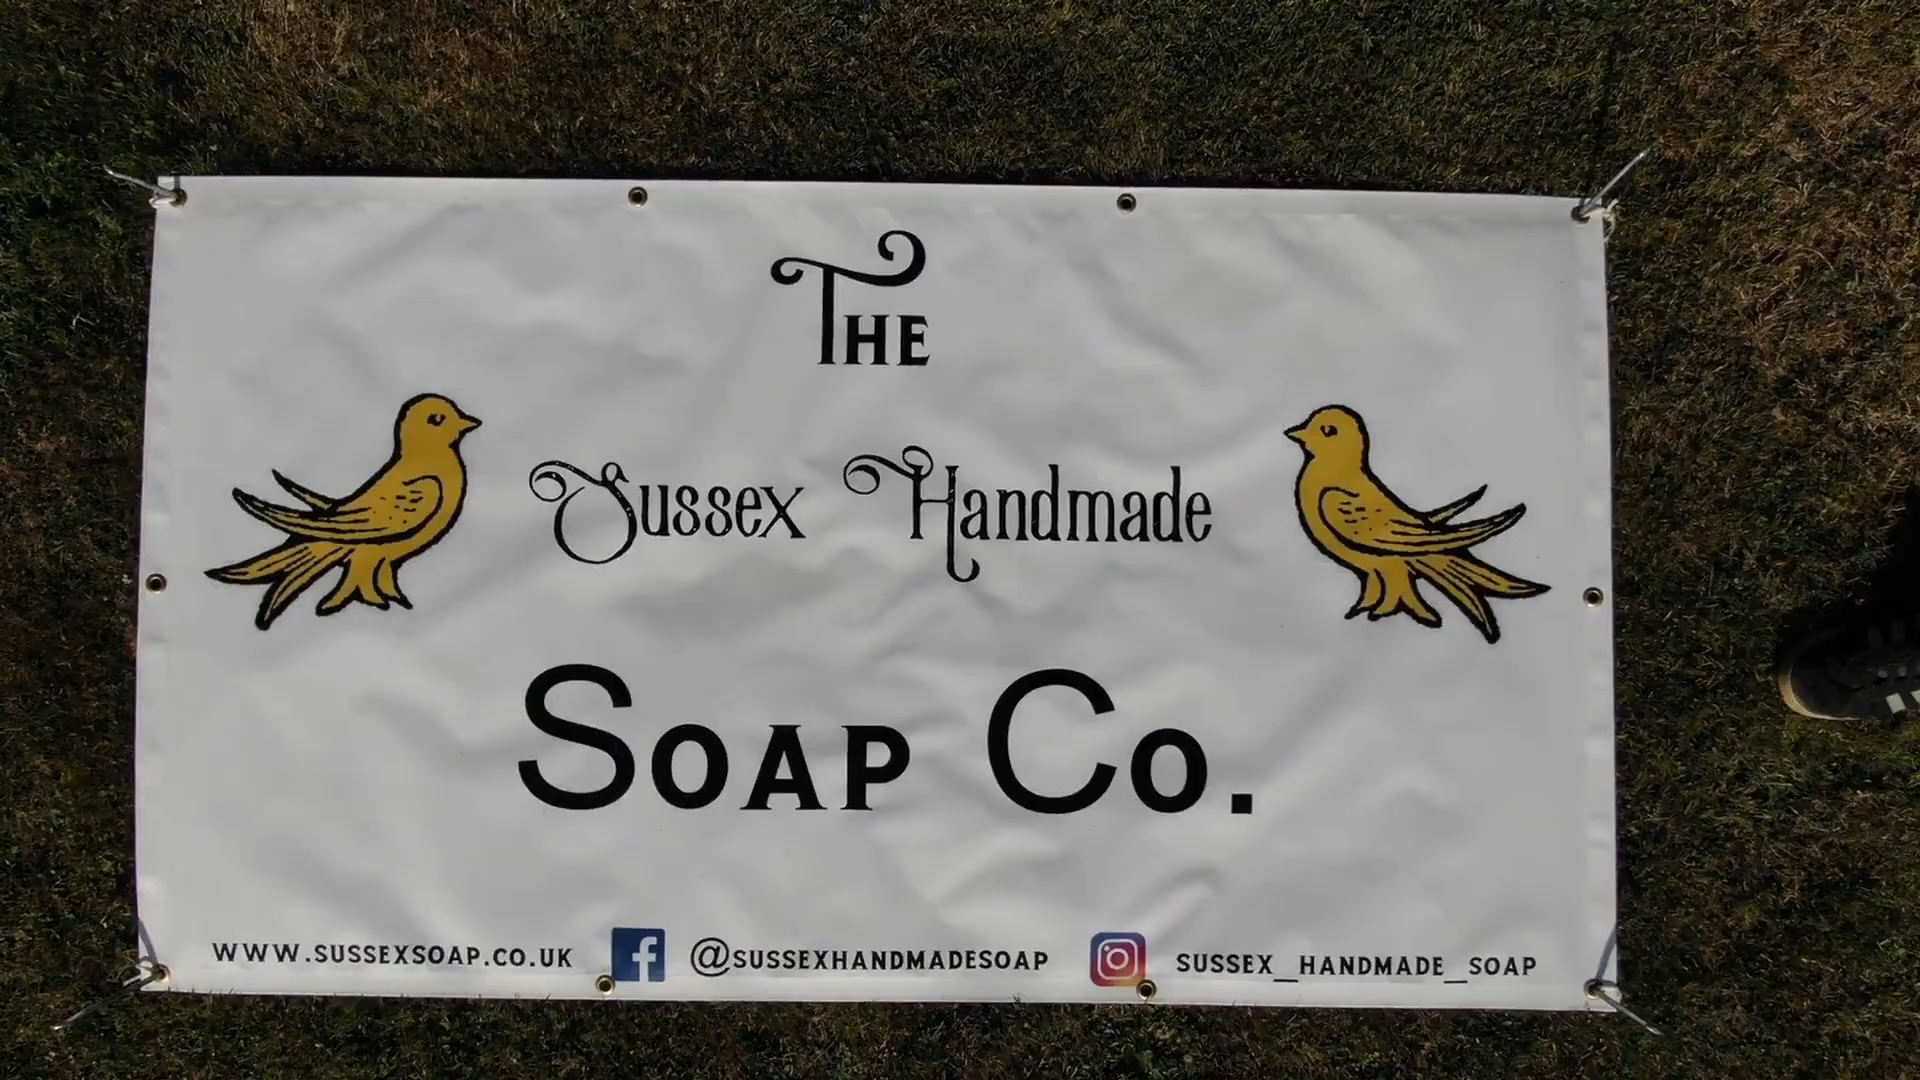 The
Sussex Handmade
Soap Co.
WWW.SUSSEXSOAP.CO.UK @SUSSEXHANDMADESOAP SUSSEX_HANDMADE_SOAP